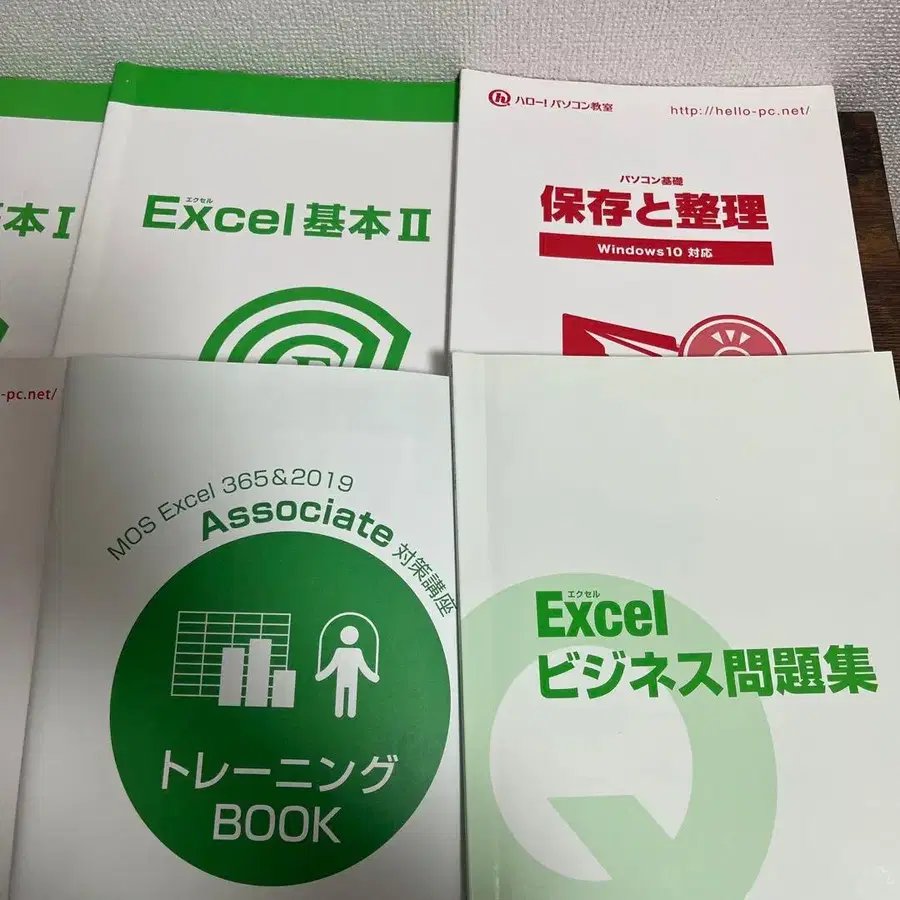 本Ⅰ
エクセル
Excel 基本Ⅱ
ハロー!パソコン教室
http://hello-pc.net/
パソコン基礎
保存と整理
Windows10 対応
-pc.net/
MOS Excel 365&2019
Associate 対策講座
トレーニング
BOOK
エクセル
Excel
ビジネス問題集